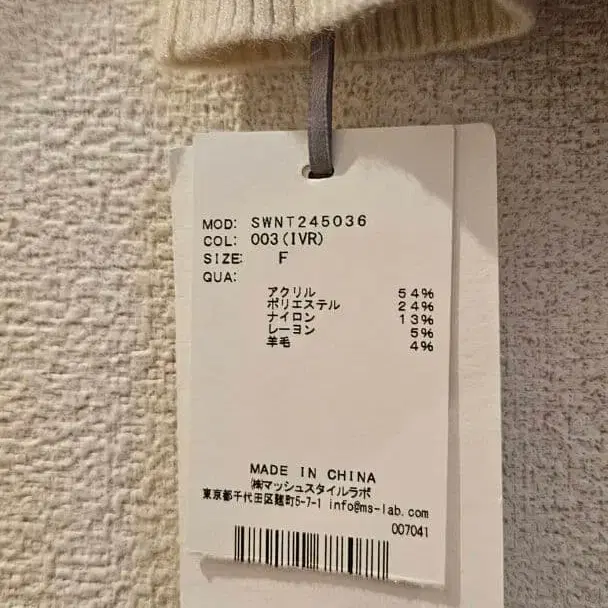 MOD: SWNT245036
COL: 003(IVR)
SIZE: F
QUA:
アクリル 54%
ポリエステル 24%
ナイロン 13%
レーヨン 5%
羊毛 4%
MADE IN CHINA
㈱マッシュスタイルラボ
東京都千代田区麹町5-7-1 info@ms-lab.com
007041